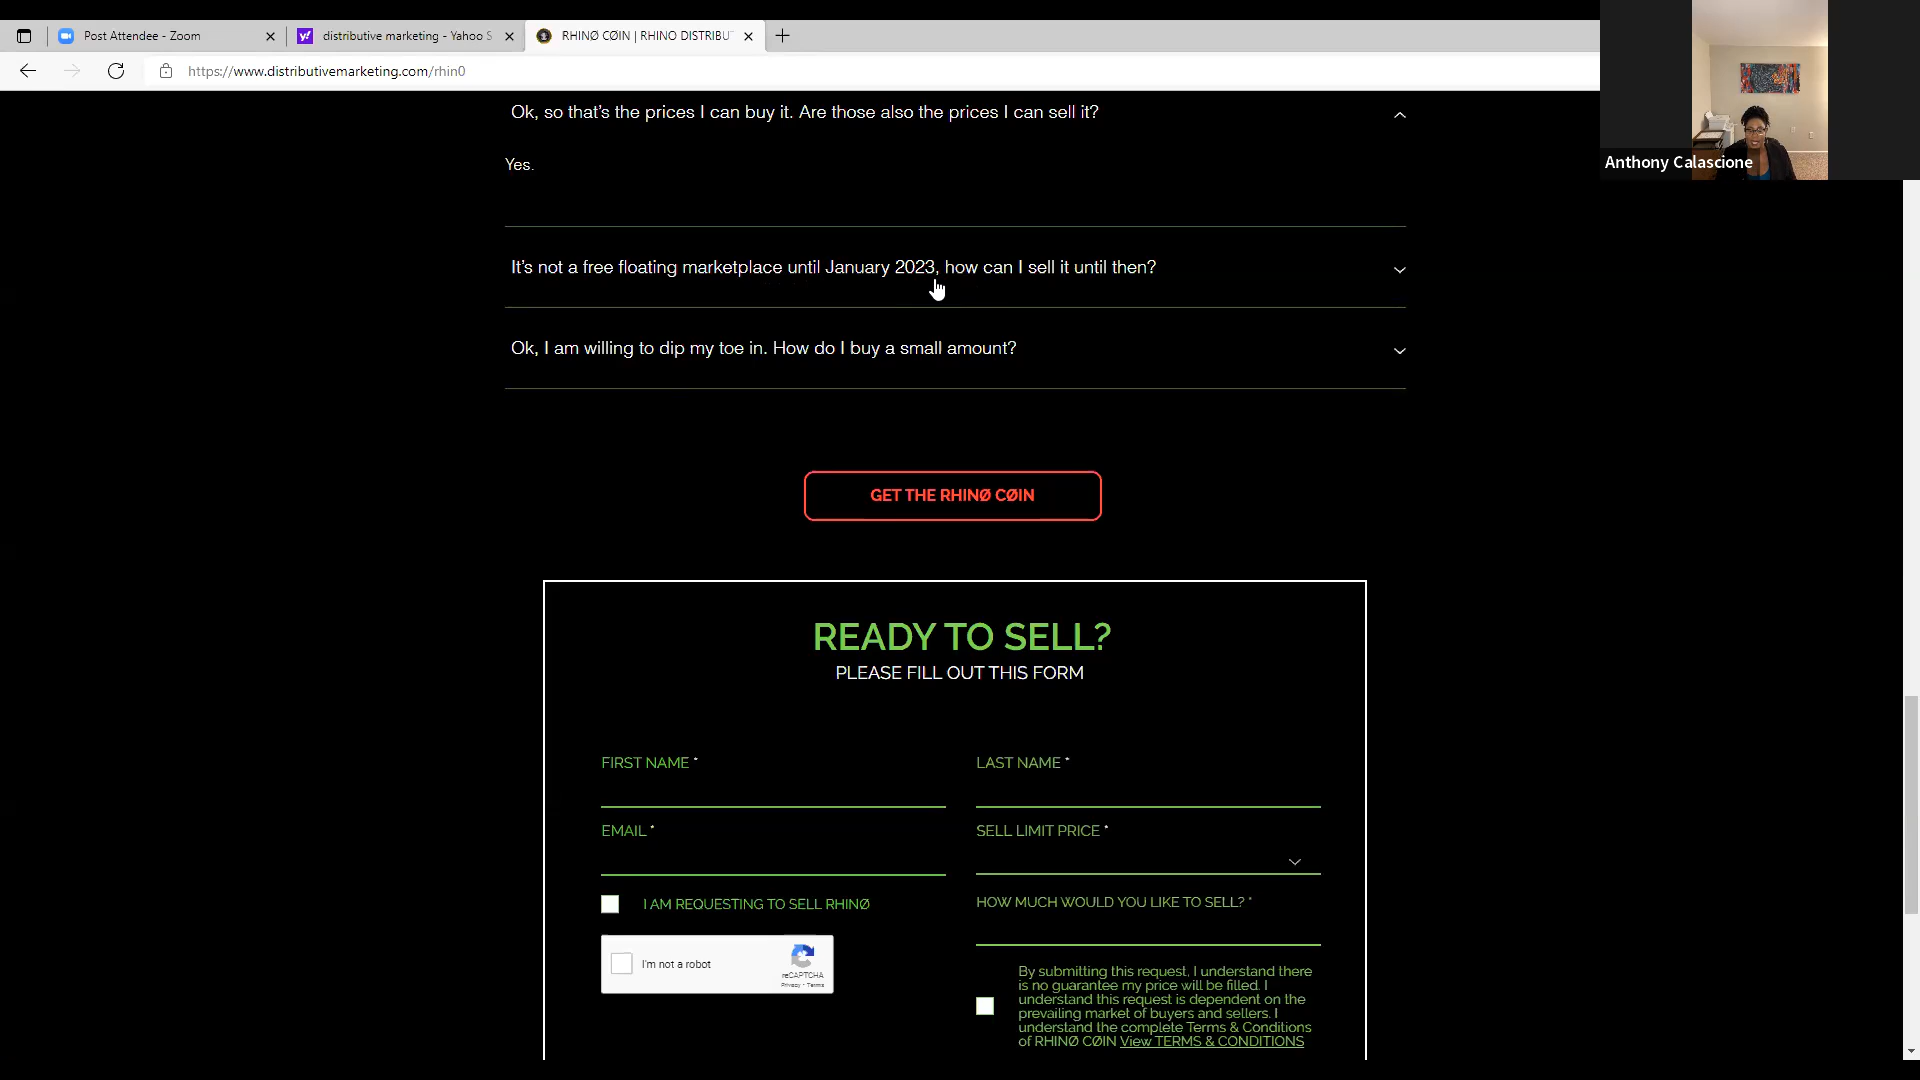 Post Attendee - Zoom
distributive marketing - Yahoo S
RHINØ CØIN | RHINO DISTRIBU
https://www.distributivemarketing.com/rhin0
Anthony Calascione
Ok, so that's the prices I can buy it. Are those also the prices I can sell it?
Yes.
It's not a free floating marketplace until January 2023, how can I sell it until then?
Ok, I am willing to dip my toe in. How do I buy a small amount?
GET THE RHINØ CØIN
READY TO SELL?
PLEASE FILL OUT THIS FORM
FIRST NAME *
LAST NAME *
EMAIL *
SELL LIMIT PRICE *
I AM REQUESTING TO SELL RHINØ
HOW MUCH WOULD YOU LIKE TO SELL? *
I'm not a robot
reCAPTCHA
Privacy - Terms
By submitting this request, I understand there
is no guarantee my price will be filled. I
understand this request is dependent on the
prevailing market of buyers and sellers. I
understand the complete Terms & Conditions
of RHINØ CØIN View TERMS & CONDITIONS